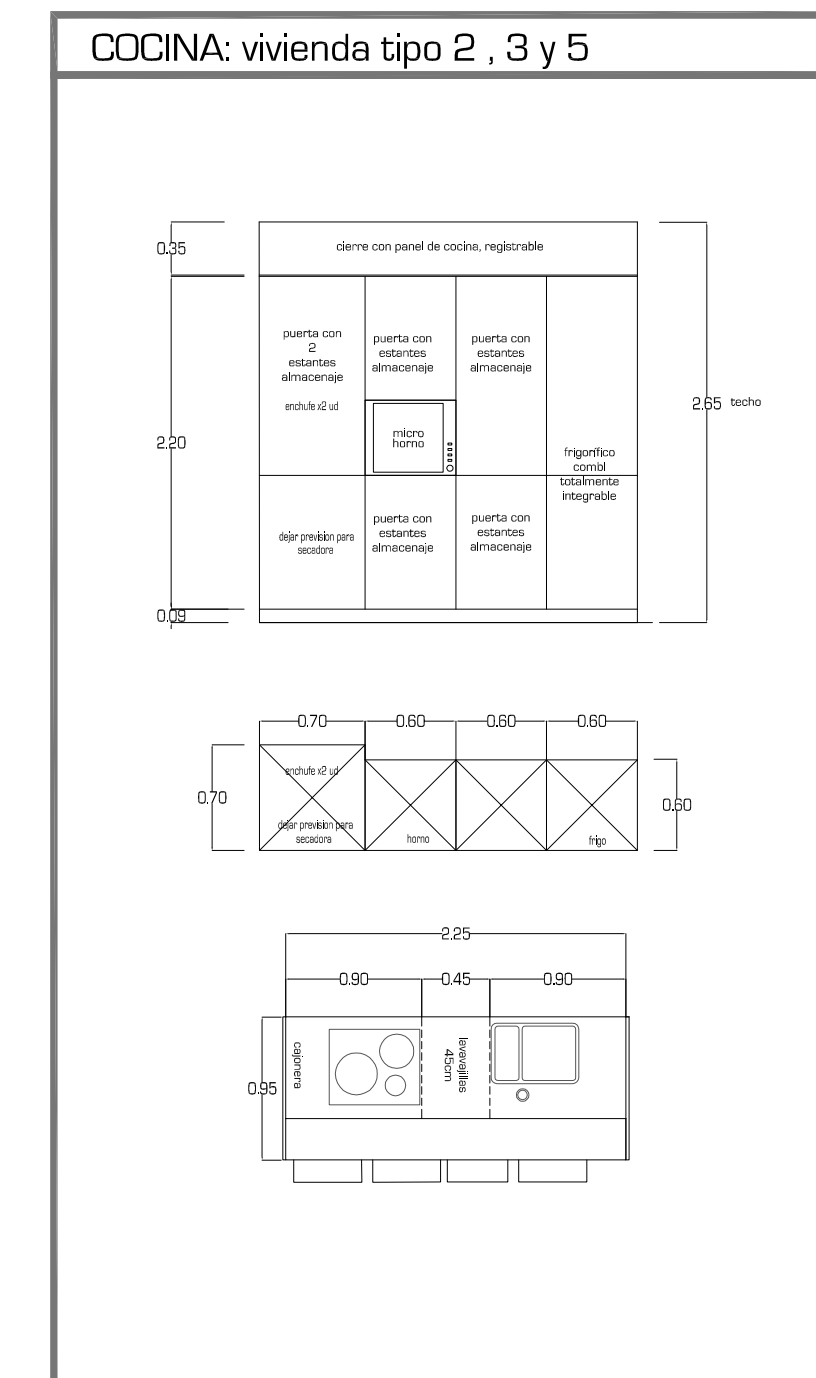 COCINA: vivienda tipo 2 , 3 y 5
0.35
cierre con panel de cocina, registrable
puerta con
2
estantes
almacenaje
enchufe x2 ud
puerta con
estantes
almacenaje
puerta con
estantes
almacenaje
2.65 techo
2.20
micro
horno
frigorífico
combi
totalmente
integrable
dejar prevision para
secadora
puerta con
estantes
almacenaje
puerta con
estantes
almacenaje
0.09
0.70 0.60 0.60 0.60
0.70
enchufe x2 ud
dejar prevision para
secadora
horno
frigo
0.60
2.25
0.90 0.45 0.90
0.95
cajonera
lavavajillas
45cm